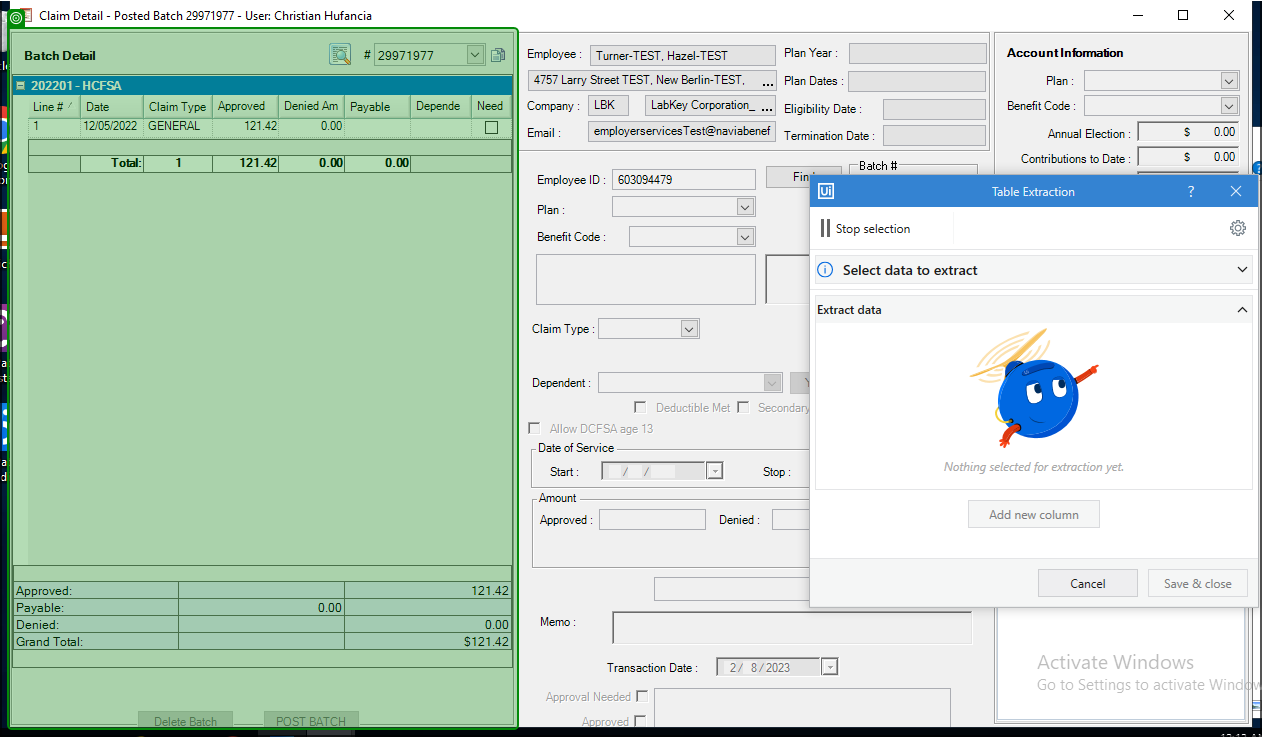 Claim Detail - Posted Batch 29971977 - User: Christian Hufancia
Batch Detail
# 29971977
202201 - HCFSA
Line # Date Claim Type Approved Denied Am Payable Depende Need
1 12/05/2022 GENERAL 121.42 0.00
Total: 1 121.42 0.00 0.00
Approved: 121.42
Payable: 0.00
Denied: 0.00
Grand Total: $121.42
Delete Batch POST BATCH
Employee : Turner-TEST, Hazel-TEST
4757 Larry Street TEST, New Berlin-TEST, ...
Company : LBK LabKey Corporation_ ...
Email : employerservicesTest@naviabenef
Plan Year :
Plan Dates :
Eligibility Date :
Termination Date :
Employee ID : 603094479
Batch #
Plan :
Benefit Code :
Claim Type :
Dependent :
Deductible Met Secondary
Allow DCFSA age 13
Date of Service
Start : / / Stop :
Amount
Approved : Denied :
Memo :
Transaction Date : 2/ 8/2023
Approval Needed
Approved
Account Information
Plan :
Benefit Code :
Annual Election : $ 0.00
Contributions to Date : $ 0.00
Ui Table Extraction ?
Stop selection
Select data to extract
Extract data
Nothing selected for extraction yet.
Add new column
Cancel Save & close
Activate Windows
Go to Settings to activate Window